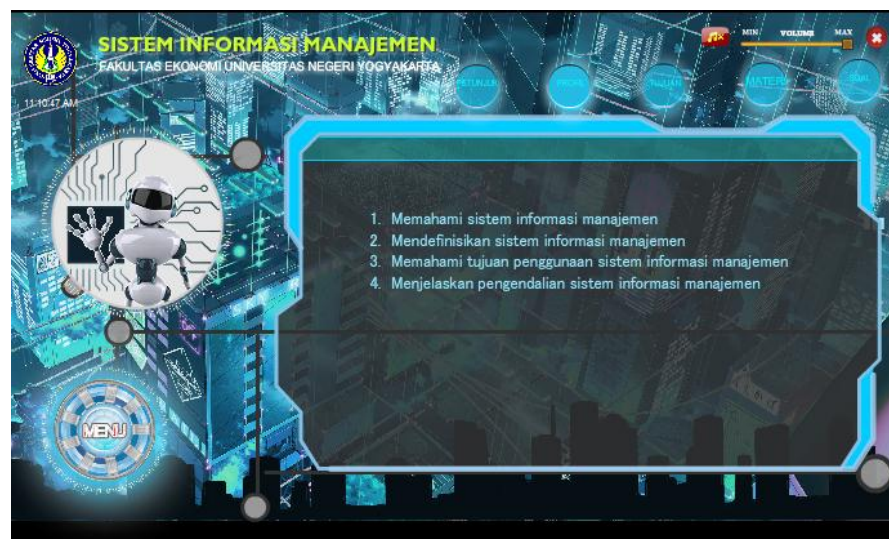 SISTEM INFORMASI MANAJEMEN
FAKULTAS EKONOMI UNIVERSITAS NEGERI YOGYAKARTA
MIN VOLUME MAX
PETUNJUK PROFIL TUJUAN MATERI
11:10:47 AM
1. Memahami sistem informasi manajemen
2. Mendefinisikan sistem informasi manajemen
3. Memahami tujuan penggunaan sistem informasi manajemen
4. Menjelaskan pengendalian sistem informasi manajemen
MENU